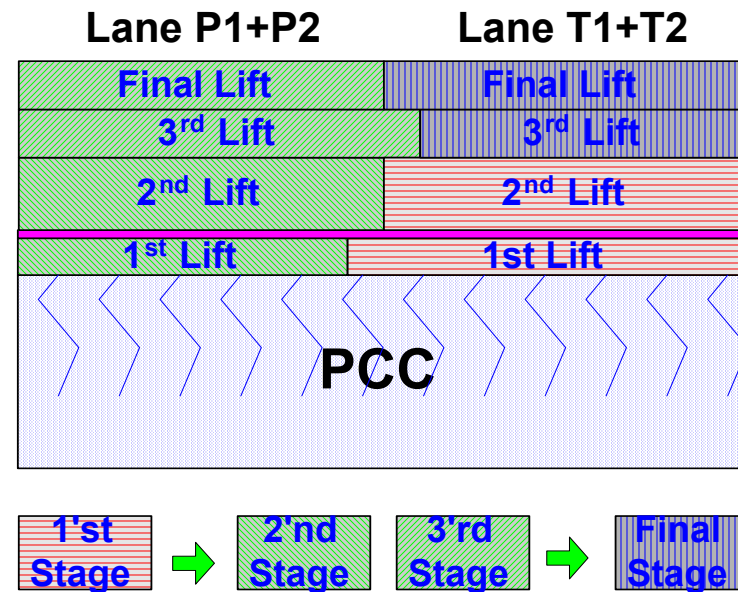 Lane P1+P2 Lane T1+T2
Final Lift Final Lift
3rd Lift 3rd Lift
2nd Lift 2nd Lift
1st Lift 1st Lift
PCC
1'st Stage
2'nd Stage
3'rd Stage
Final Stage